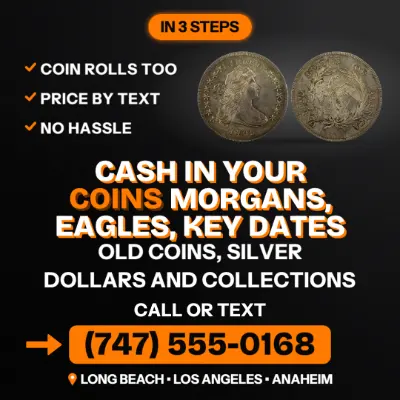 IN 3 STEPS
COIN ROLLS TOO
PRICE BY TEXT
NO HASSLE
CASH IN YOUR
COINS MORGANS,
EAGLES, KEY DATES
OLD COINS, SILVER
DOLLARS AND COLLECTIONS
CALL OR TEXT
(747) 555-0168
LONG BEACH • LOS ANGELES • ANAHEIM